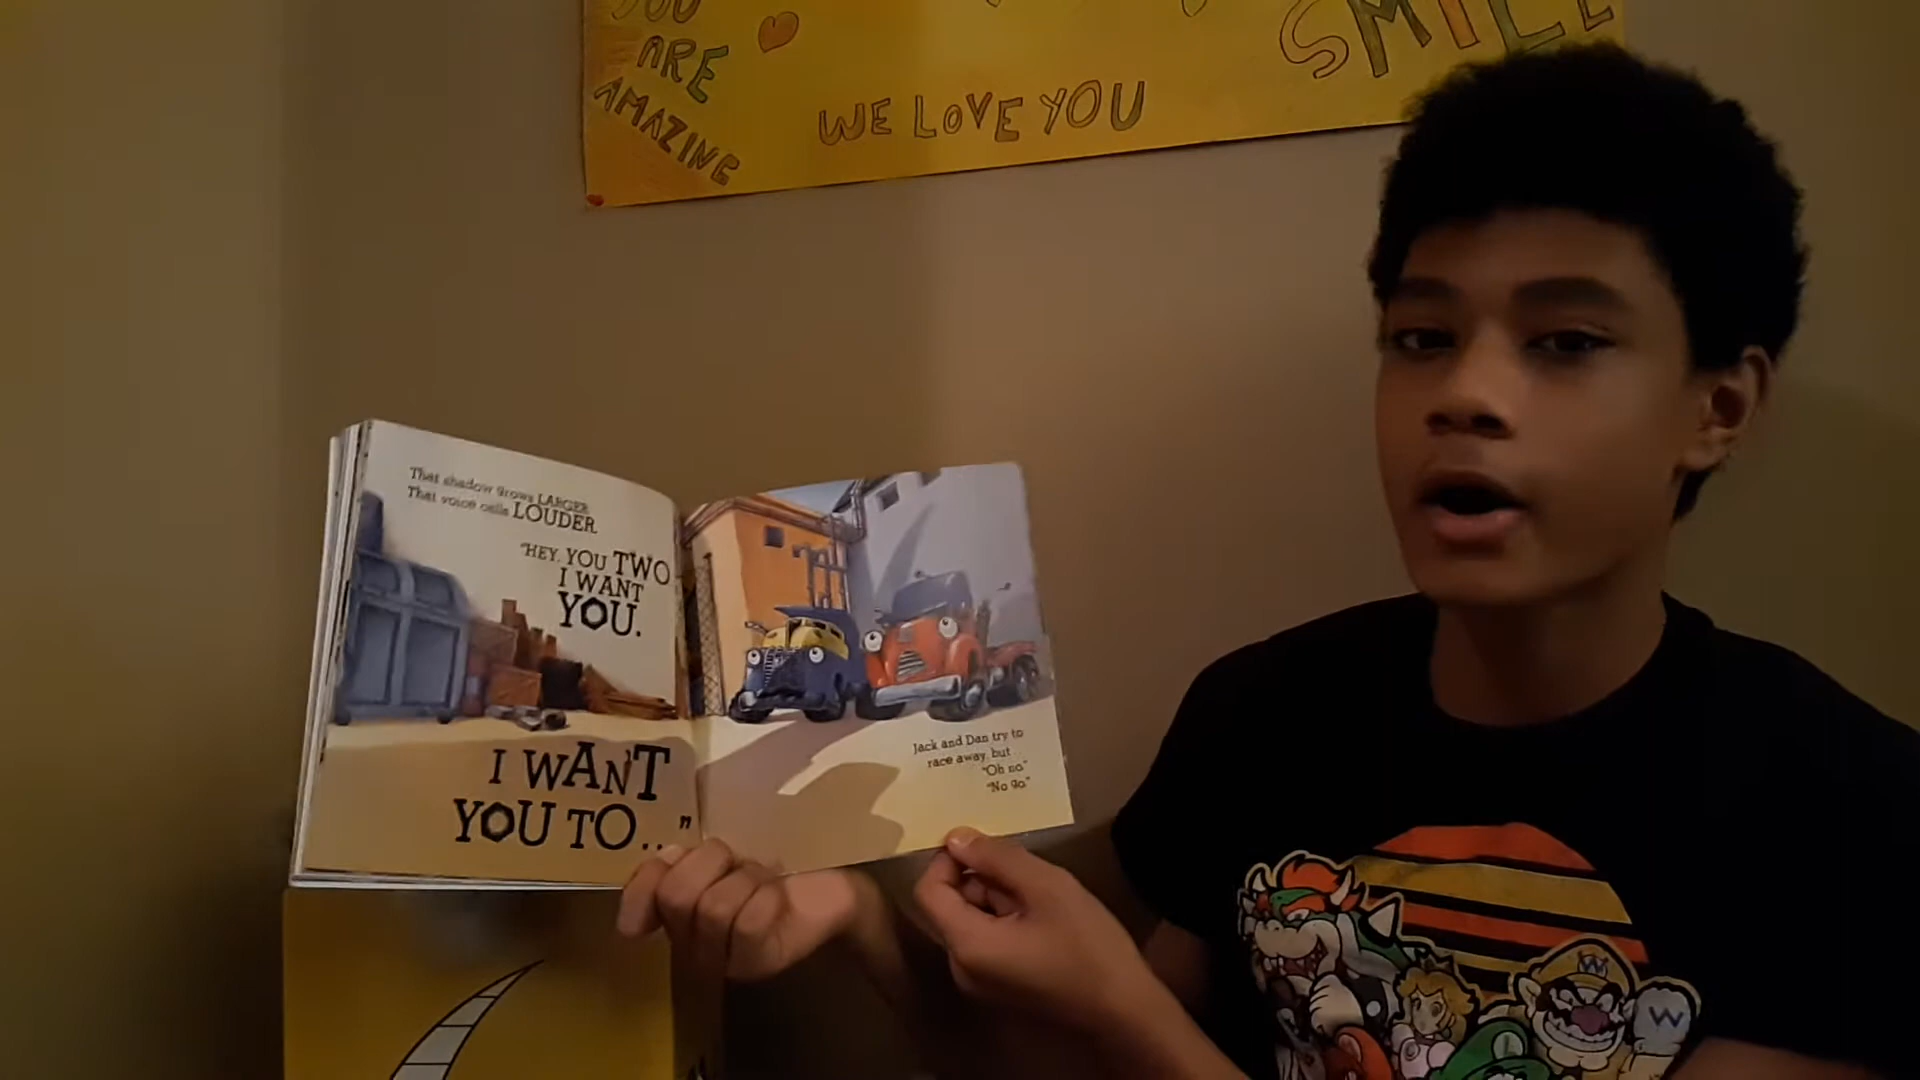 YOU
ARE
AMAZING
WE LOVE YOU
SMILE
That shadow grows LARGER.
That voice calls LOUDER.
"HEY, YOU TWO
I WANT
YOU.
I WANT
YOU TO..."
Jack and Dan try to
race away, but...
"Oh no."
"No go."
W
W